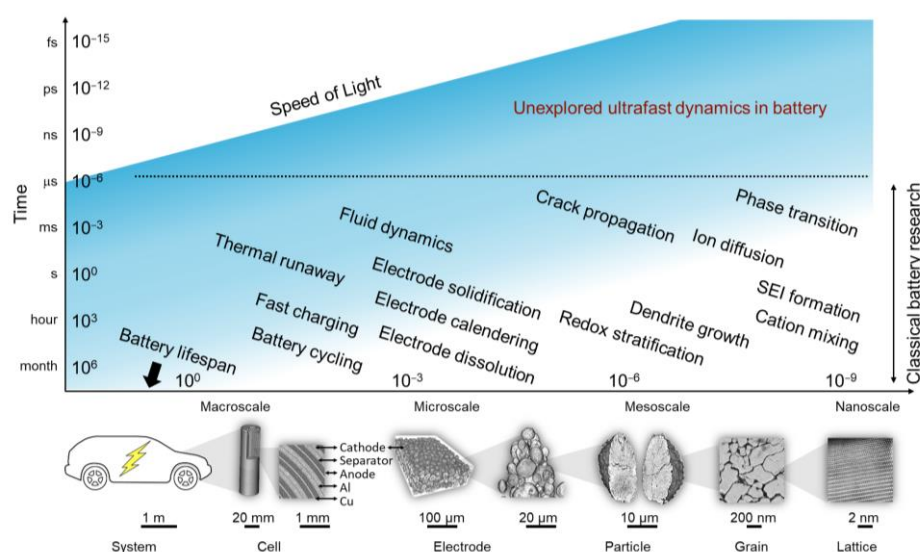 fs 10⁻¹⁵
ps 10⁻¹²
ns 10⁻⁹
μs 10⁻⁶
ms 10⁻³
s 10⁰
hour 10³
month 10⁶
Time
Speed of Light
Unexplored ultrafast dynamics in battery
Classical battery research
Phase transition
Crack propagation
Ion diffusion
Fluid dynamics
Thermal runaway
Electrode solidification
SEI formation
Fast charging
Electrode calendering
Dendrite growth
Cation mixing
Battery lifespan
Battery cycling
Electrode dissolution
Redox stratification
10⁰ 10⁻³ 10⁻⁶ 10⁻⁹
Macroscale Microscale Mesoscale Nanoscale
Cathode
Separator
Anode
Al
Cu
1 m 20 mm 1 mm 100 μm 20 μm 10 μm 200 nm 2 nm
System Cell Electrode Particle Grain Lattice